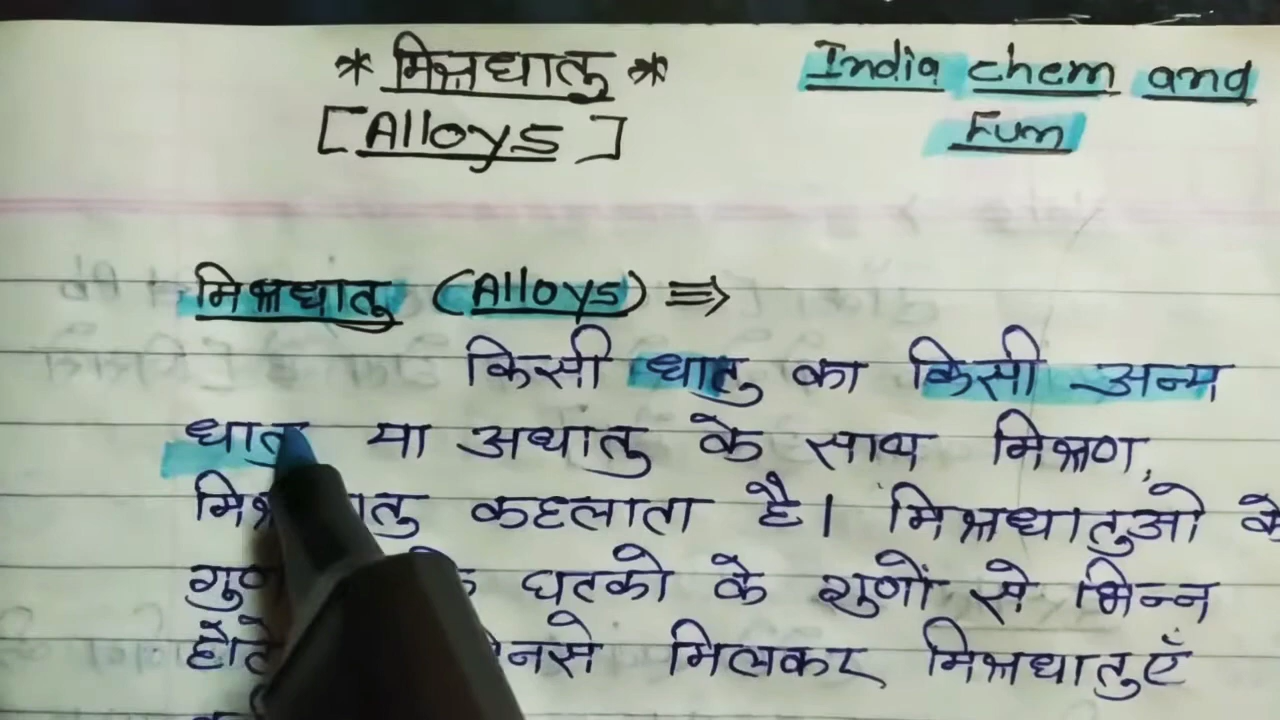 * मिश्रधातु *
[Alloys]
India chem and
Fun
मिश्रधातु (Alloys) ⇒
किसी धातु का किसी अन्य
धातु या अधातु के साथ मिश्रण,
कहलाता है। मिश्रधातुओ के
घटको के गुणों से भिन्न
मिलकर मिश्रधातुएँ